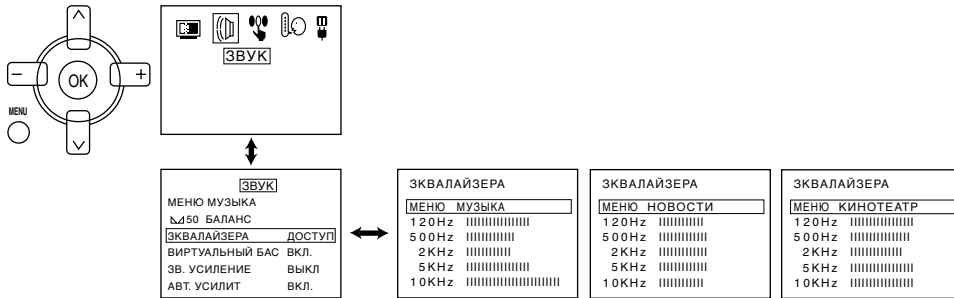 OK
MENU
ЗВУК
ЗВУК
МЕНЮ МУЗЫКА
50 БАЛАНС
ЗКВАЛАЙЗЕРА ДОСТУП
ВИРТУАЛЬНЫЙ БАС ВКЛ.
ЗВ. УСИЛЕНИЕ ВЫКЛ
АВТ. УСИЛИТ ВКЛ.
ЗКВАЛАЙЗЕРА
МЕНЮ МУЗЫКА
120Hz
500Hz
2KHz
5KHz
10KHz
ЗКВАЛАЙЗЕРА
МЕНЮ НОВОСТИ
120Hz
500Hz
2KHz
5KHz
10KHz
ЗКВАЛАЙЗЕРА
МЕНЮ КИНОТЕАТР
120Hz
500Hz
2KHz
5KHz
10KHz